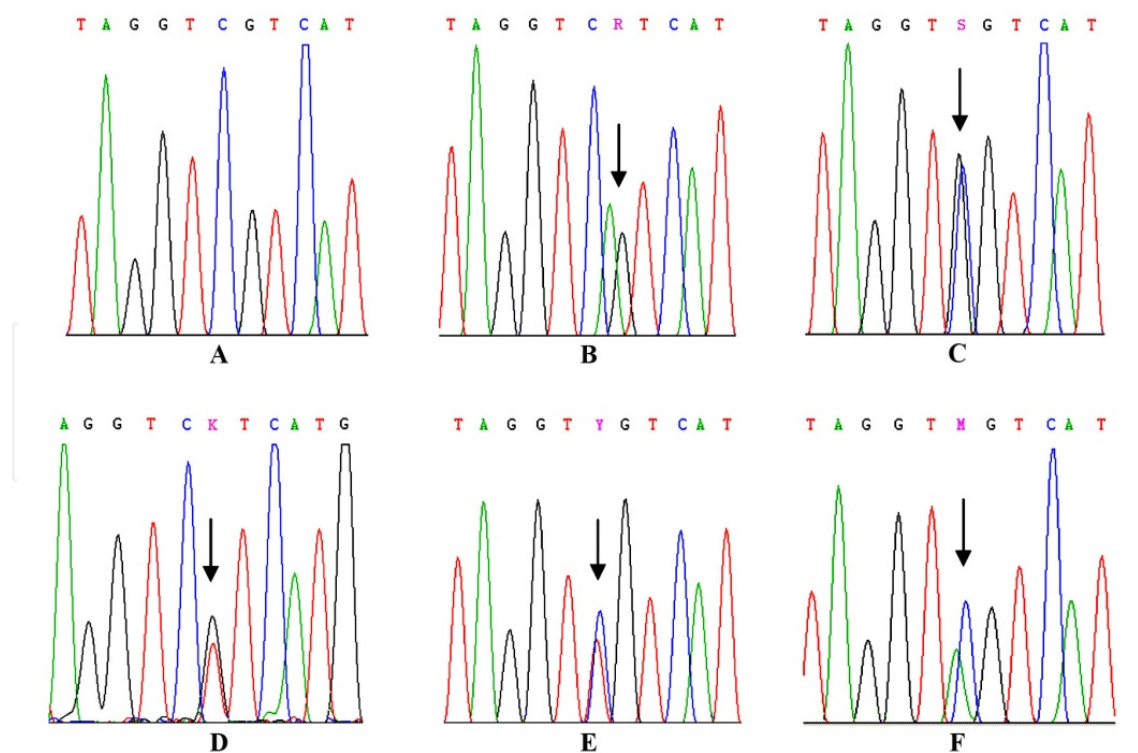 T A G G T C G T C A T
T A G G T C R T C A T
T A G G T S G T C A T
A
B
C
A G G T C K T C A T G
T A G G T Y G T C A T
T A G G T M G T C A T
D
E
F